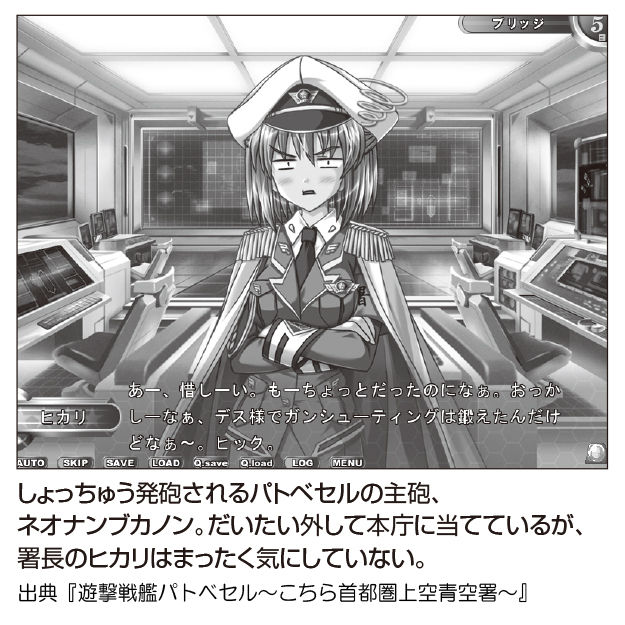 ブリッジ
5
ヒカリ
あー、惜しーい。もーちょっとだったのになぁ。おっか
しーなぁ、デス様でガンシューティングは鍛えたんだけ
どなぁ〜。ヒック。
AUTO SKIP SAVE LOAD Q.save Q.load LOG MENU
しょっちゅう発砲されるパトベセルの主砲、
ネオナンブカノン。だいたい外して本庁に当てているが、
署長のヒカリはまったく気にしていない。
出典『遊撃戦艦パトベセル〜こちら首都圏上空青空署〜』